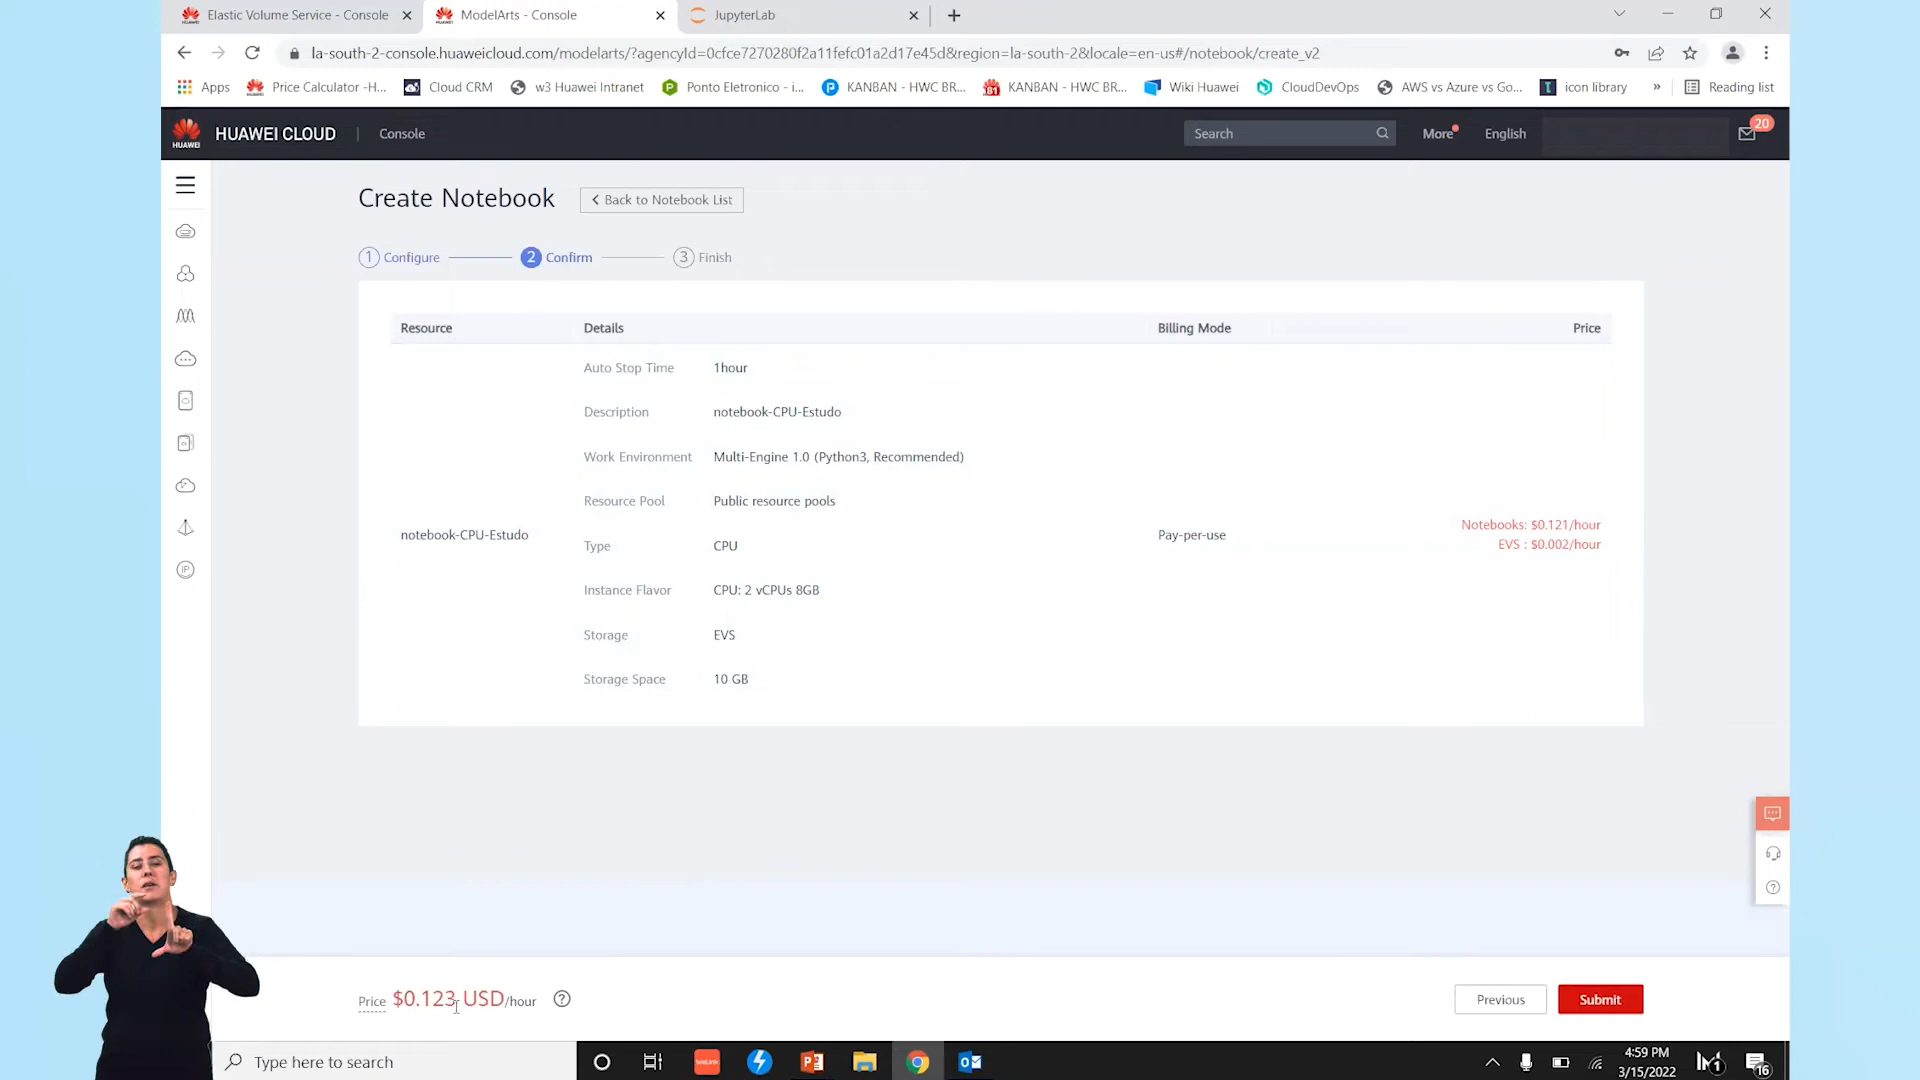 Elastic Volume Service - Console
ModelArts - Console
JupyterLab
la-south-2-console.huaweicloud.com/modelarts/?agencyId=0cfce7270280f2a11fefc01a2d17e45d&region=la-south-2&locale=en-us#/notebook/create_v2
Apps
Price Calculator -H...
Cloud CRM
w3 Huawei Intranet
Ponto Eletronico - i...
KANBAN - HWC BR...
KANBAN - HWC BR...
Wiki Huawei
CloudDevOps
AWS vs Azure vs Go...
icon library
»
Reading list
HUAWEI
HUAWEI CLOUD
Console
Search
More
English
20
Create Notebook
Back to Notebook List
1 Configure
2 Confirm
3 Finish
Resource Details Billing Mode Price
Auto Stop Time 1hour
Description notebook-CPU-Estudo
Work Environment Multi-Engine 1.0 (Python3, Recommended)
Resource Pool Public resource pools
notebook-CPU-Estudo
Type CPU
Instance Flavor CPU: 2 vCPUs 8GB
Storage EVS
Storage Space 10 GB
Pay-per-use
Notebooks: $0.121/hour
EVS : $0.002/hour
IP
Price $0.123 USD/hour
Previous
Submit
Type here to search
4:59 PM
3/15/2022
1
16